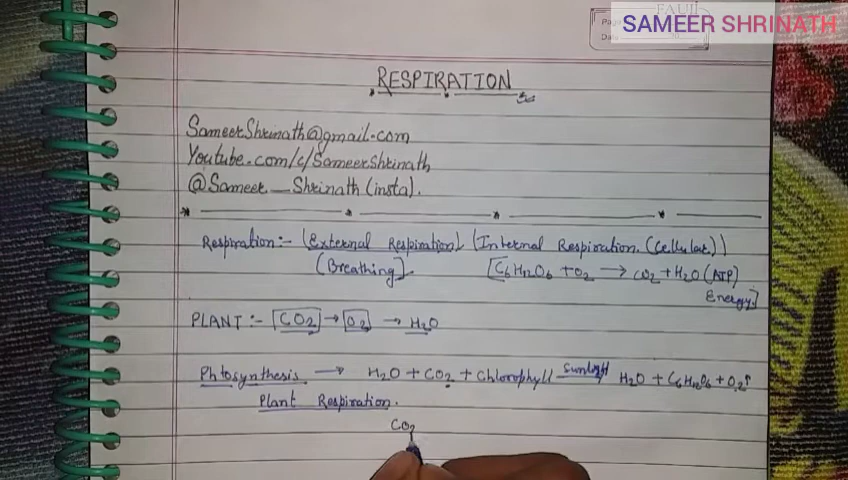 FAUJI
SAMEER SHRINATH
RESPIRATION
SameerShrinath@gmail.com
Youtube.com/c/SameerShrinath
@Sameer_Shrinath (insta).
Respiration:- (External Respiration) (Internal Respiration.(Cellular.))
(Breathing) [C6H12O6 + O2 → CO2 + H2O (ATP)
Energy]
PLANT :- [CO2] → [O2] → H2O
Phtosynthesis → H2O + CO2 + Chlorophyll Sunlight H2O + C6H12O6 + O2↑
Plant Respiration.
CO2